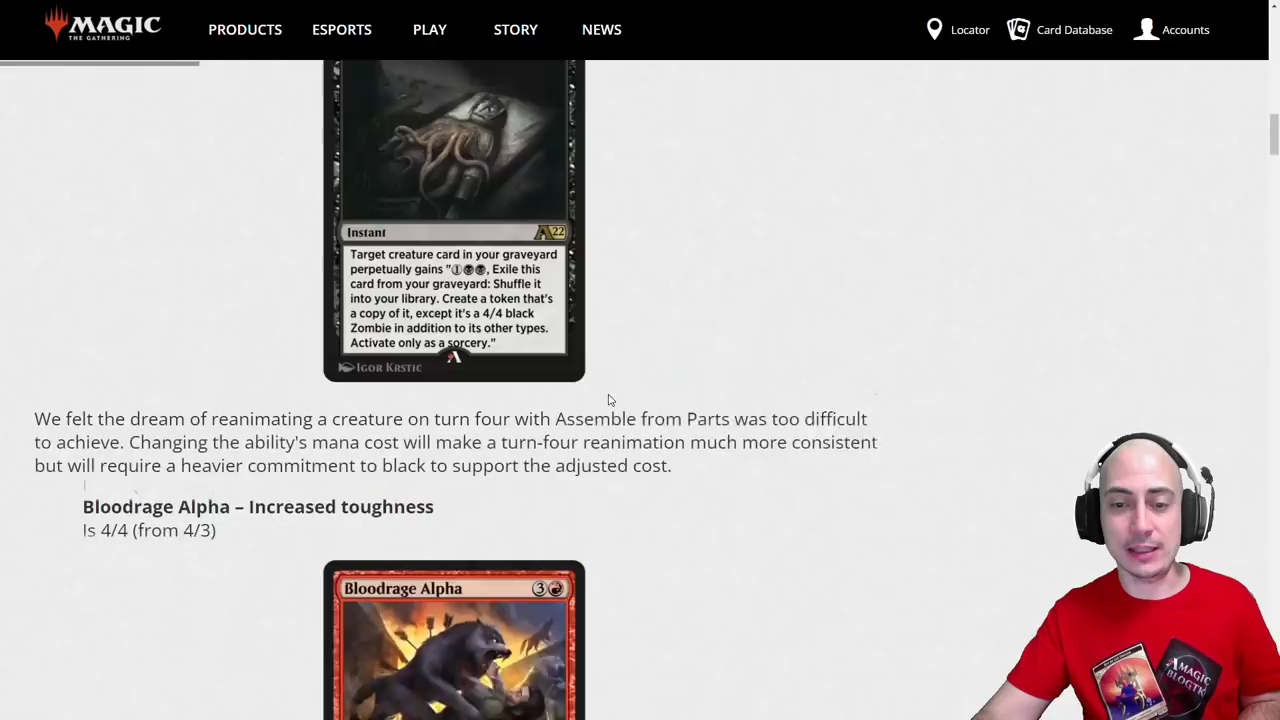 MAGIC
THE GATHERING
PRODUCTS
ESPORTS
PLAY
STORY
NEWS
Locator
Card Database
Accounts
Instant
A22
Target creature card in your graveyard
perpetually gains "①, Exile this
card from your graveyard: Shuffle it
into your library. Create a token that's
a copy of it, except it's a 4/4 black
Zombie in addition to its other types.
Activate only as a sorcery."
IGOR KRSTIC
We felt the dream of reanimating a creature on turn four with Assemble from Parts was too difficult
to achieve. Changing the ability's mana cost will make a turn-four reanimation much more consistent
but will require a heavier commitment to black to support the adjusted cost.
Bloodrage Alpha – Increased toughness
Is 4/4 (from 4/3)
Bloodrage Alpha 3